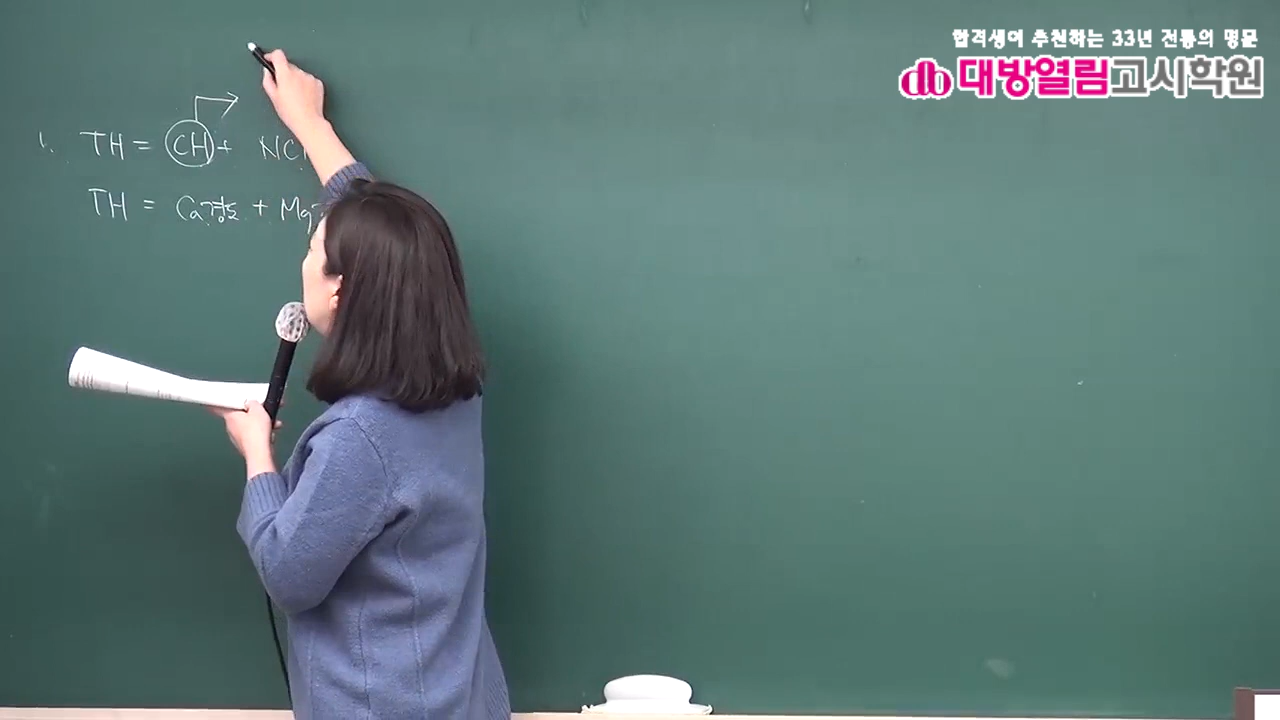 합격생이 추천하는 33년 전통의 명문
대방열림고시학원
1. TH = CH + NC
TH = Ca경도 + Mg